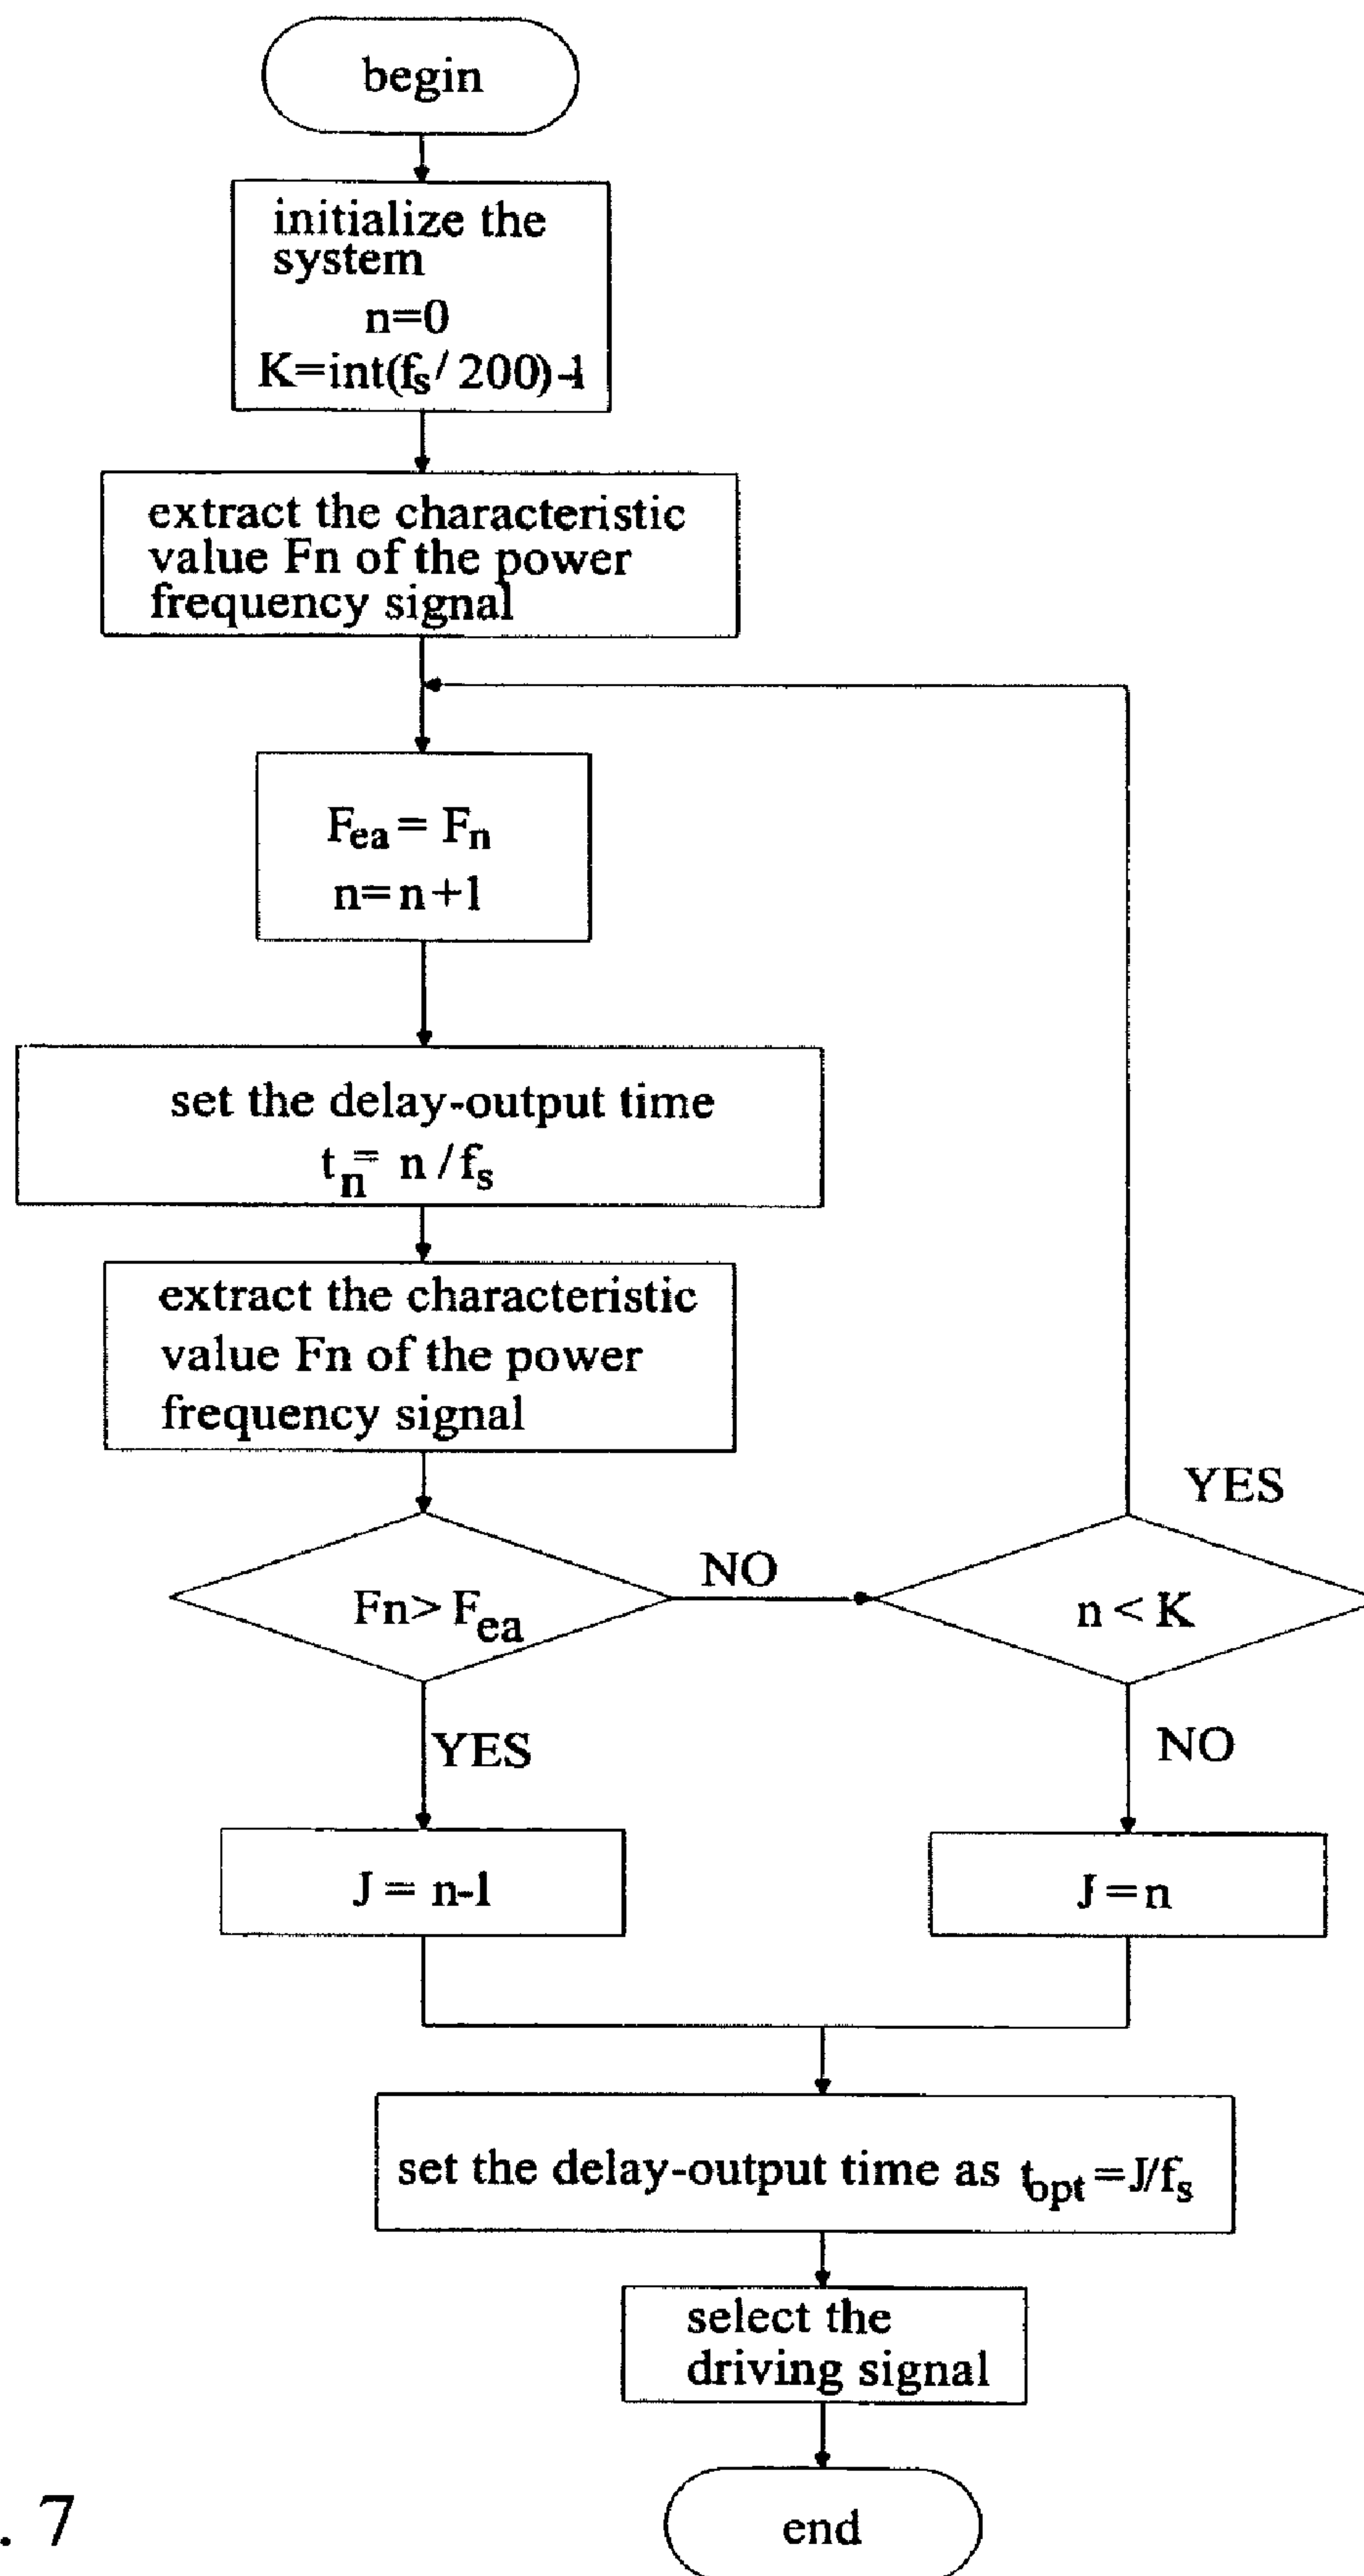 begin
initialize the
system
n=0
K=int(fs/200)-1
extract the characteristic
value Fn of the power
frequency signal
Fea = Fn
n=n+1
set the delay-output time
tn= n/fs
extract the characteristic
value Fn of the power
frequency signal
YES
NO
Fn> Fea
n < K
YES
NO
J = n-1
J=n
set the delay-output time as topt=J/fs
select the
driving signal
end
. 7